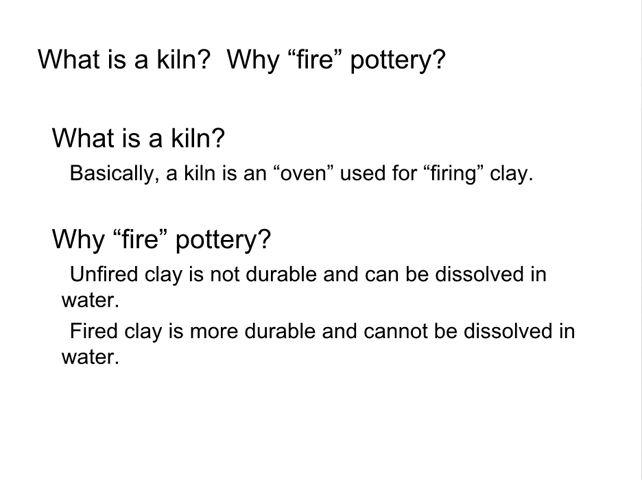 What is a kiln?  Why “fire” pottery?
What is a kiln?
Basically, a kiln is an “oven” used for “firing” clay.
Why “fire” pottery?
Unfired clay is not durable and can be dissolved in
water.
Fired clay is more durable and cannot be dissolved in
water.